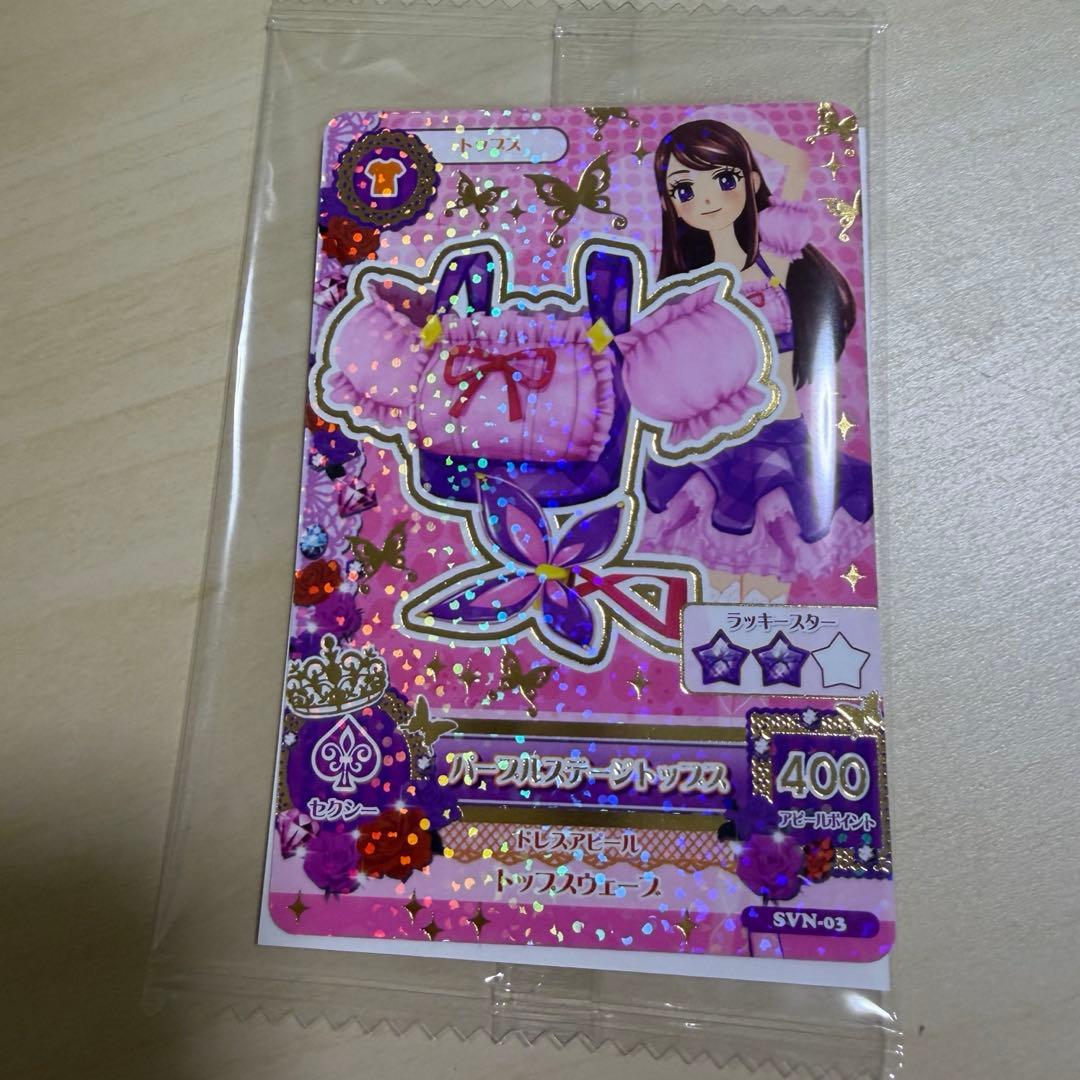 トップス
ラッキースター
セクシー
パープルステージトップス
400
アピールポイント
ドレスアピール
トップスウェーブ
SVN-03